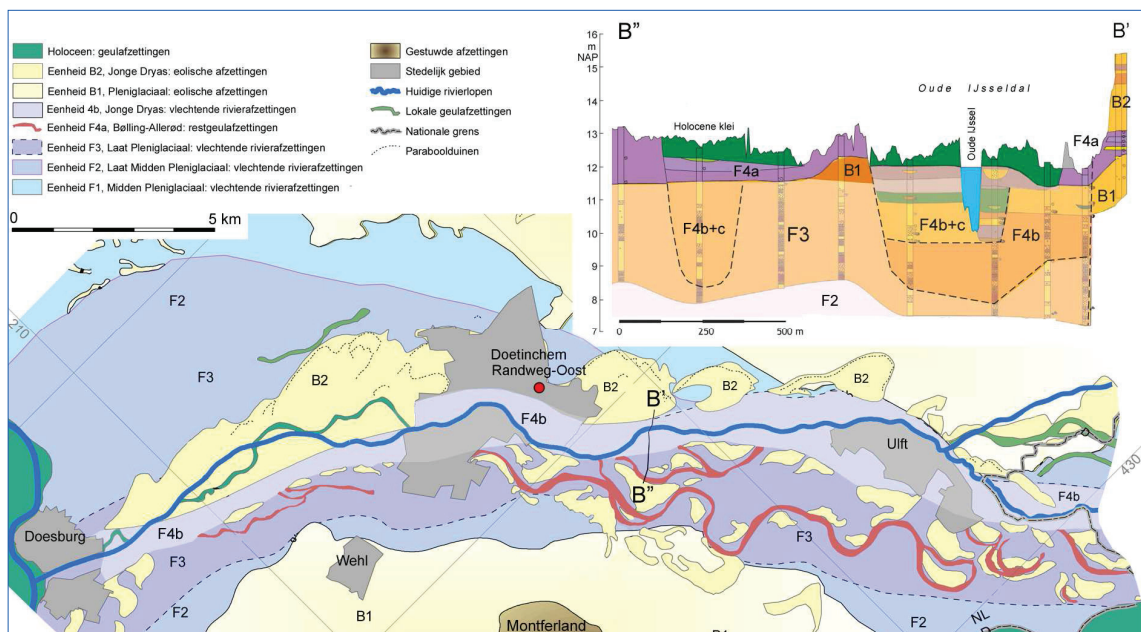 Holoceen: geulafzettingen
Eenheid B2, Jonge Dryas: eolische afzettingen
Eenheid B1, Pleniglaciaal: eolische afzettingen
Eenheid 4b, Jonge Dryas: vlechtende rivierafzettingen
Eenheid F4a, Bølling-Allerød: restgeulafzettingen
Eenheid F3, Laat Pleniglaciaal: vlechtende rivierafzettingen
Eenheid F2, Laat Midden Pleniglaciaal: vlechtende rivierafzettingen
Eenheid F1, Midden Pleniglaciaal: vlechtende rivierafzettingen
Gestuwde afzettingen
Stedelijk gebied
Huidige rivierlopen
Lokale geulafzettingen
Nationale grens
Paraboolduinen
0 5 km
B” B’
16
m
NAP
15
14
13
12
11
10
9
8
7
Oude IJsseldal
Holocene klei
Oude IJssel
B2
F4a
F4a
B1
B1
F4b+c
F3
F4b+c
F4b
F2
0 250 500 m
F2
210
F3
B2
Doetinchem
Randweg-Oost
B2
B2
B2
B’
F4b
Ulft
B”
430
F4b
Doesburg
F4b
F3
F3
Wehl
F2
B1
Montferland
B1
F2
NL
D